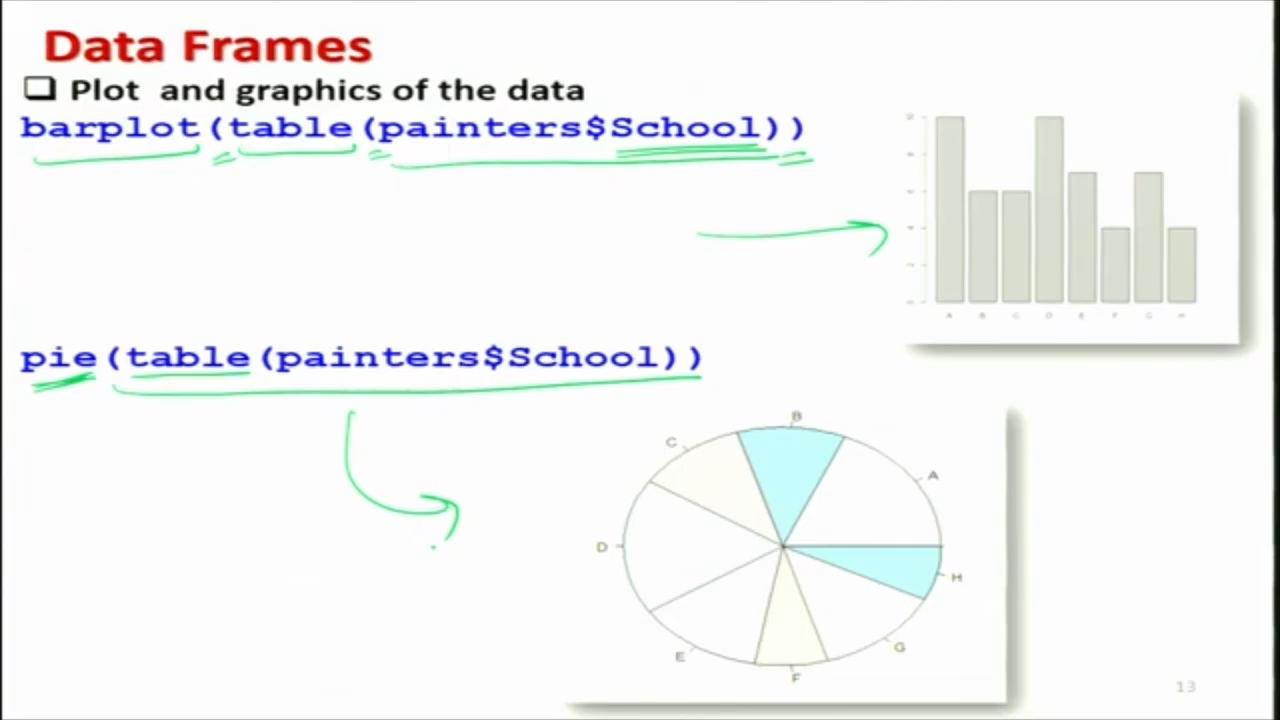 Data Frames
❑ Plot and graphics of the data
barplot(table(painters$School))
A B C D E F G H
pie(table(painters$School))
B
C
A
D
H
G
E
F
13